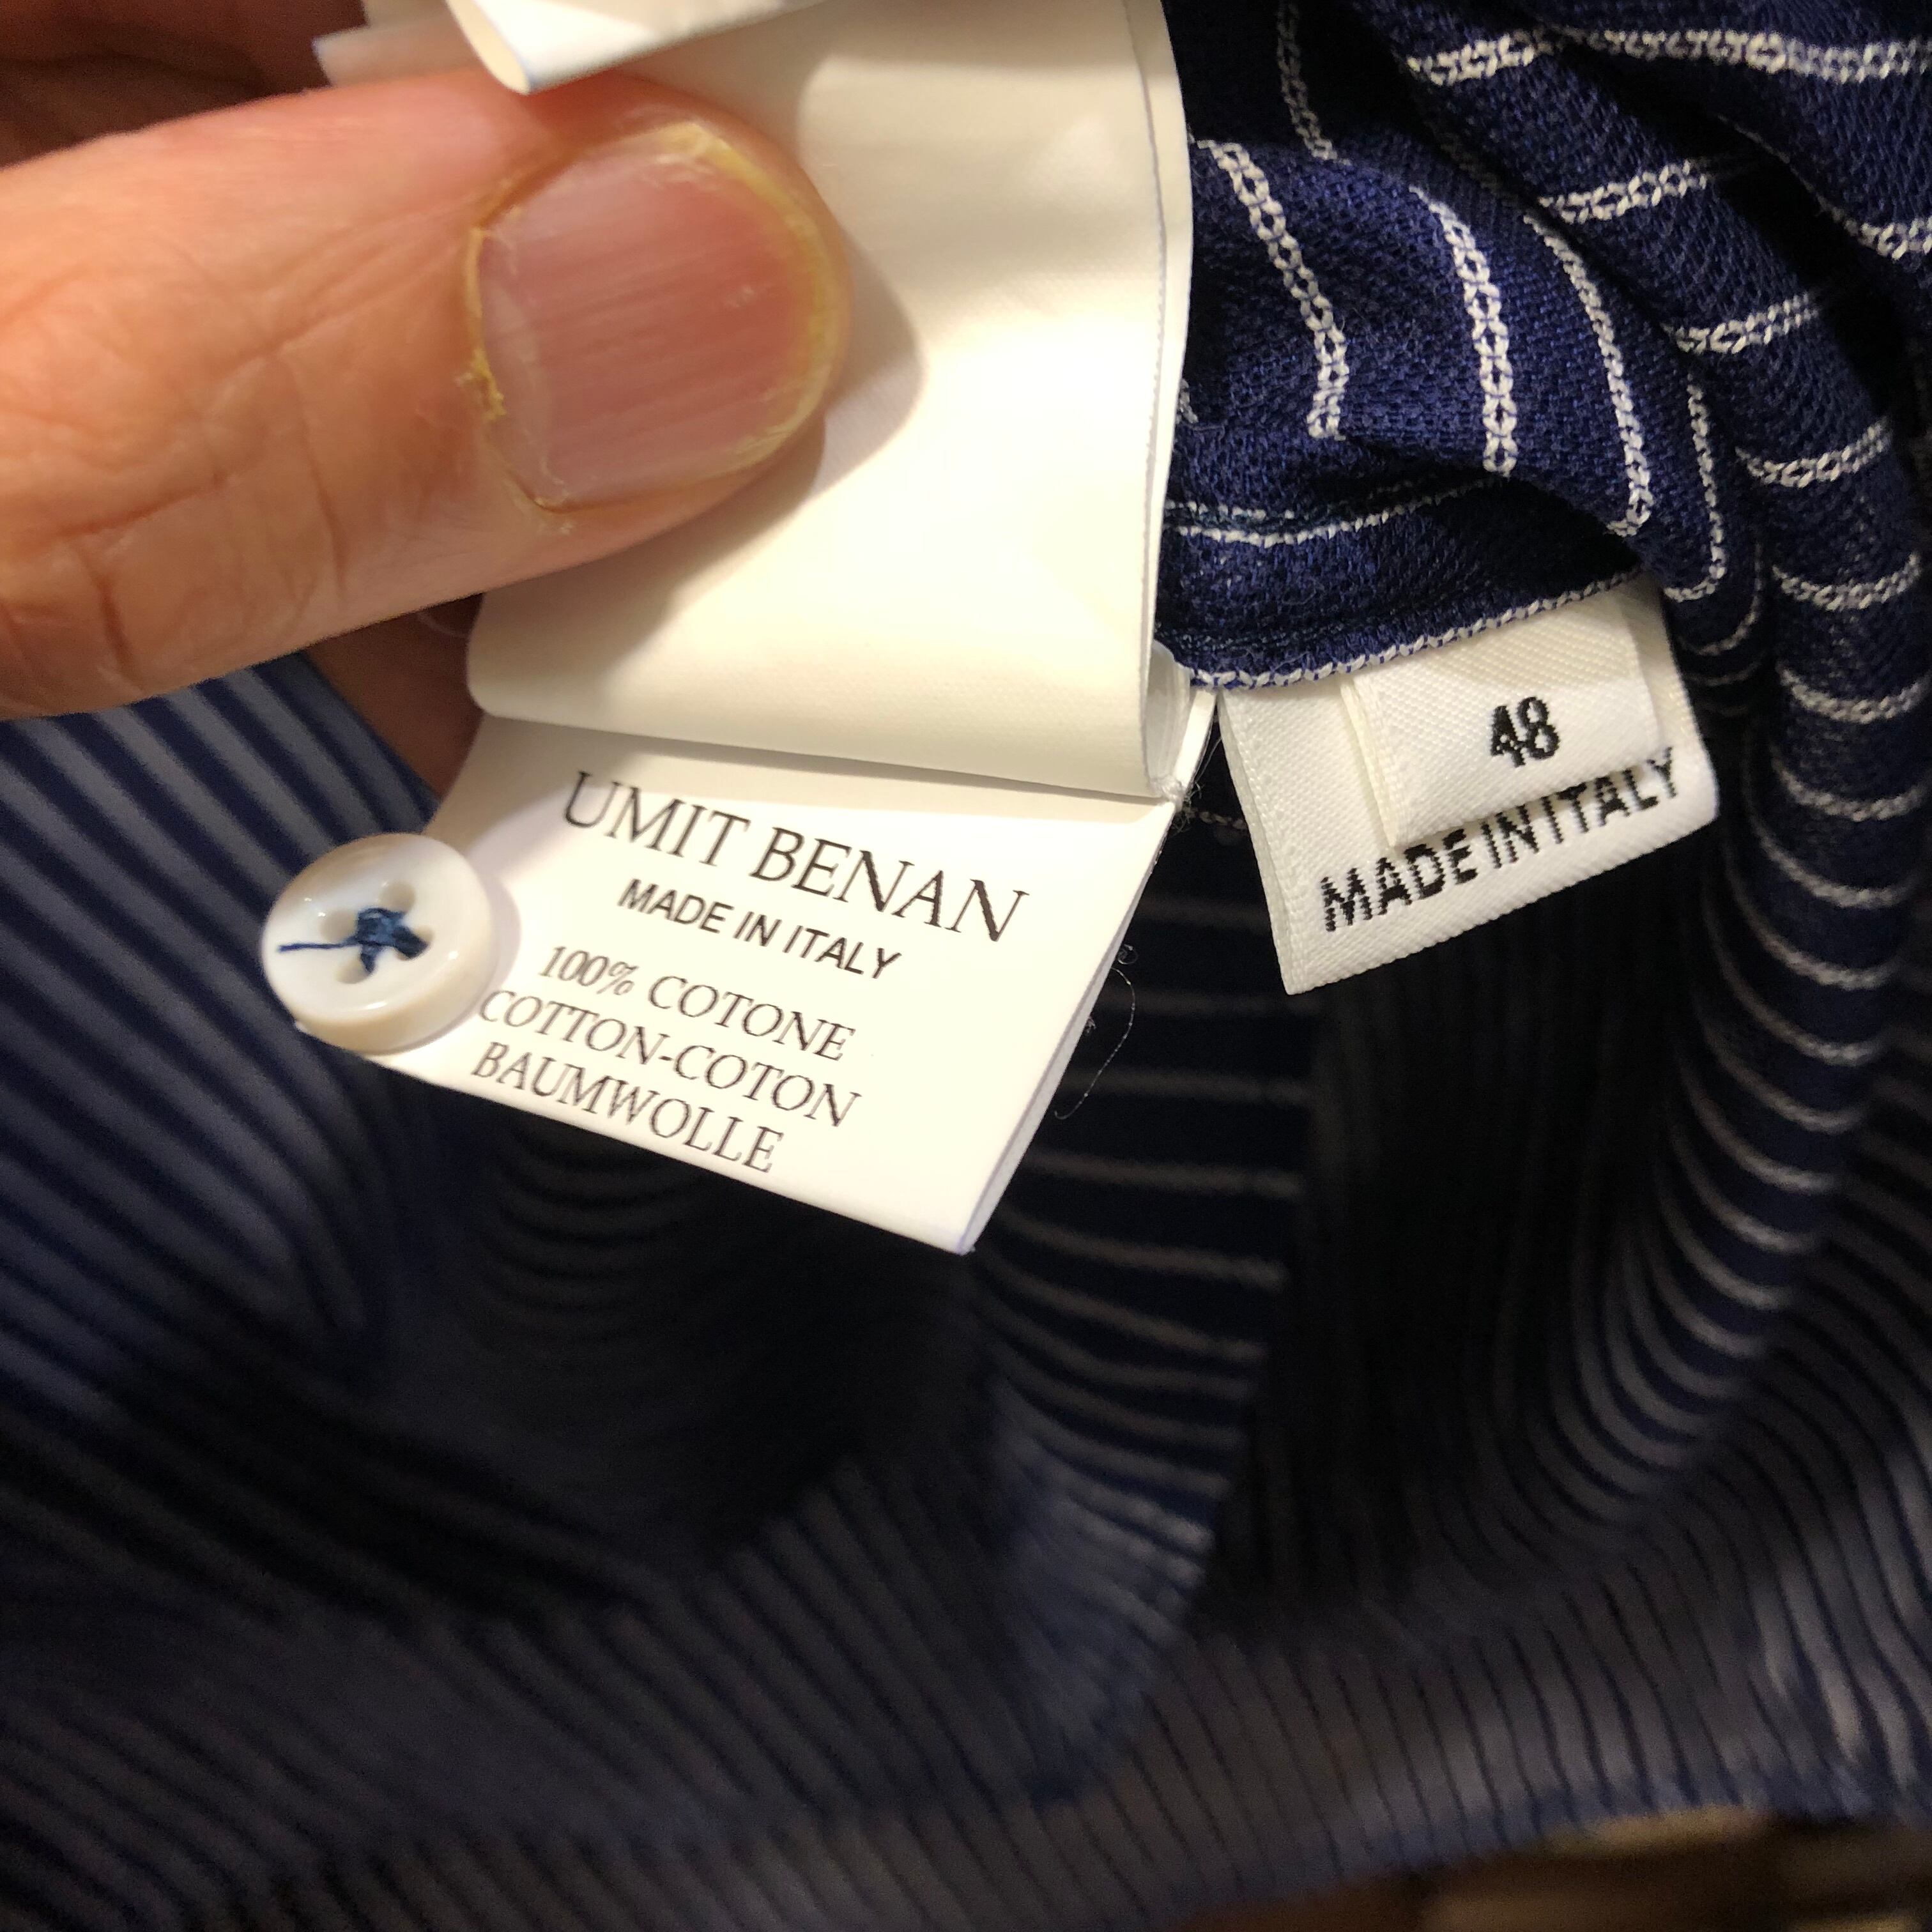 UMIT BENAN
MADE IN ITALY
100% COTONE
COTTON-COTON
BAUMWOLLE
48
MADE IN ITALY